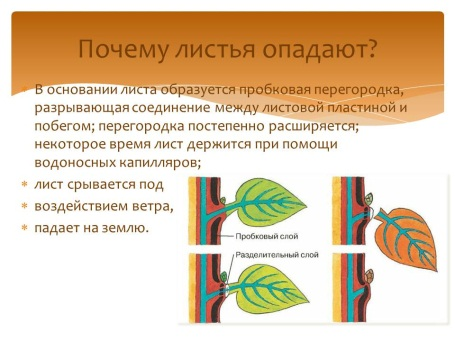 Почему листья опадают?
В основании листа образуется пробковая перегородка,
разрывающая соединение между листовой пластиной и
побегом; перегородка постепенно расширяется;
некоторое время лист держится при помощи
водоносных капилляров;
лист срывается под
воздействием ветра,
падает на землю.
Пробковый слой
Разделительный слой